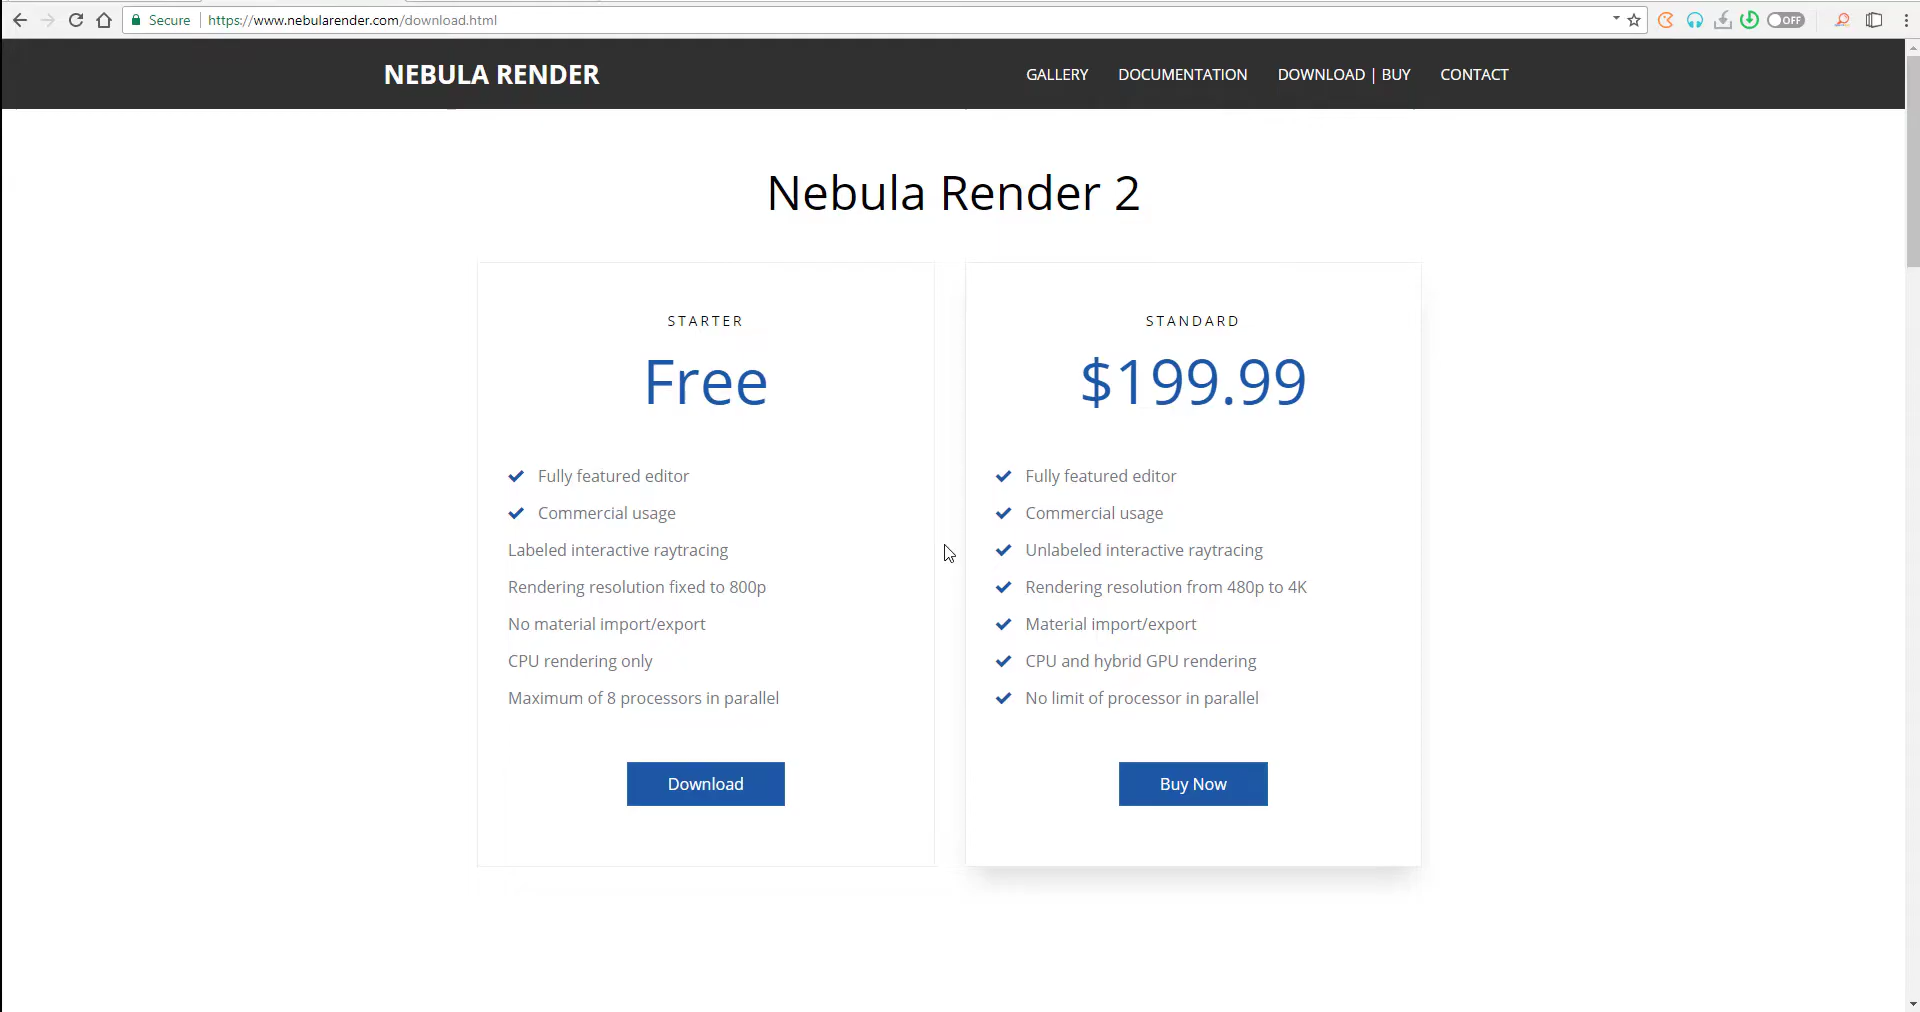 Secure https://www.nebularender.com/download.html
OFF
NEBULA RENDER
GALLERY DOCUMENTATION DOWNLOAD | BUY CONTACT
Nebula Render 2
STARTER
Free
Fully featured editor
Commercial usage
Labeled interactive raytracing
Rendering resolution fixed to 800p
No material import/export
CPU rendering only
Maximum of 8 processors in parallel
Download
STANDARD
$199.99
Fully featured editor
Commercial usage
Unlabeled interactive raytracing
Rendering resolution from 480p to 4K
Material import/export
CPU and hybrid GPU rendering
No limit of processor in parallel
Buy Now